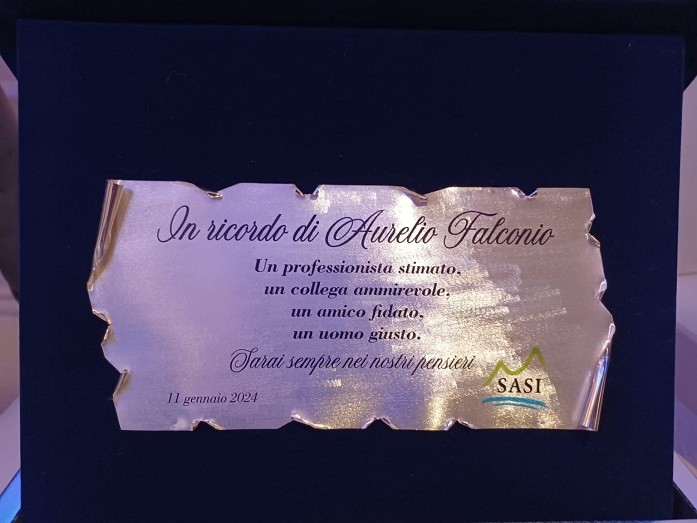 In ricordo di Aurelio Falconio
Un professionista stimato,
un collega ammirevole,
un amico fidato,
un uomo giusto.
Sarai sempre nei nostri pensieri
11 gennaio 2024
SASI